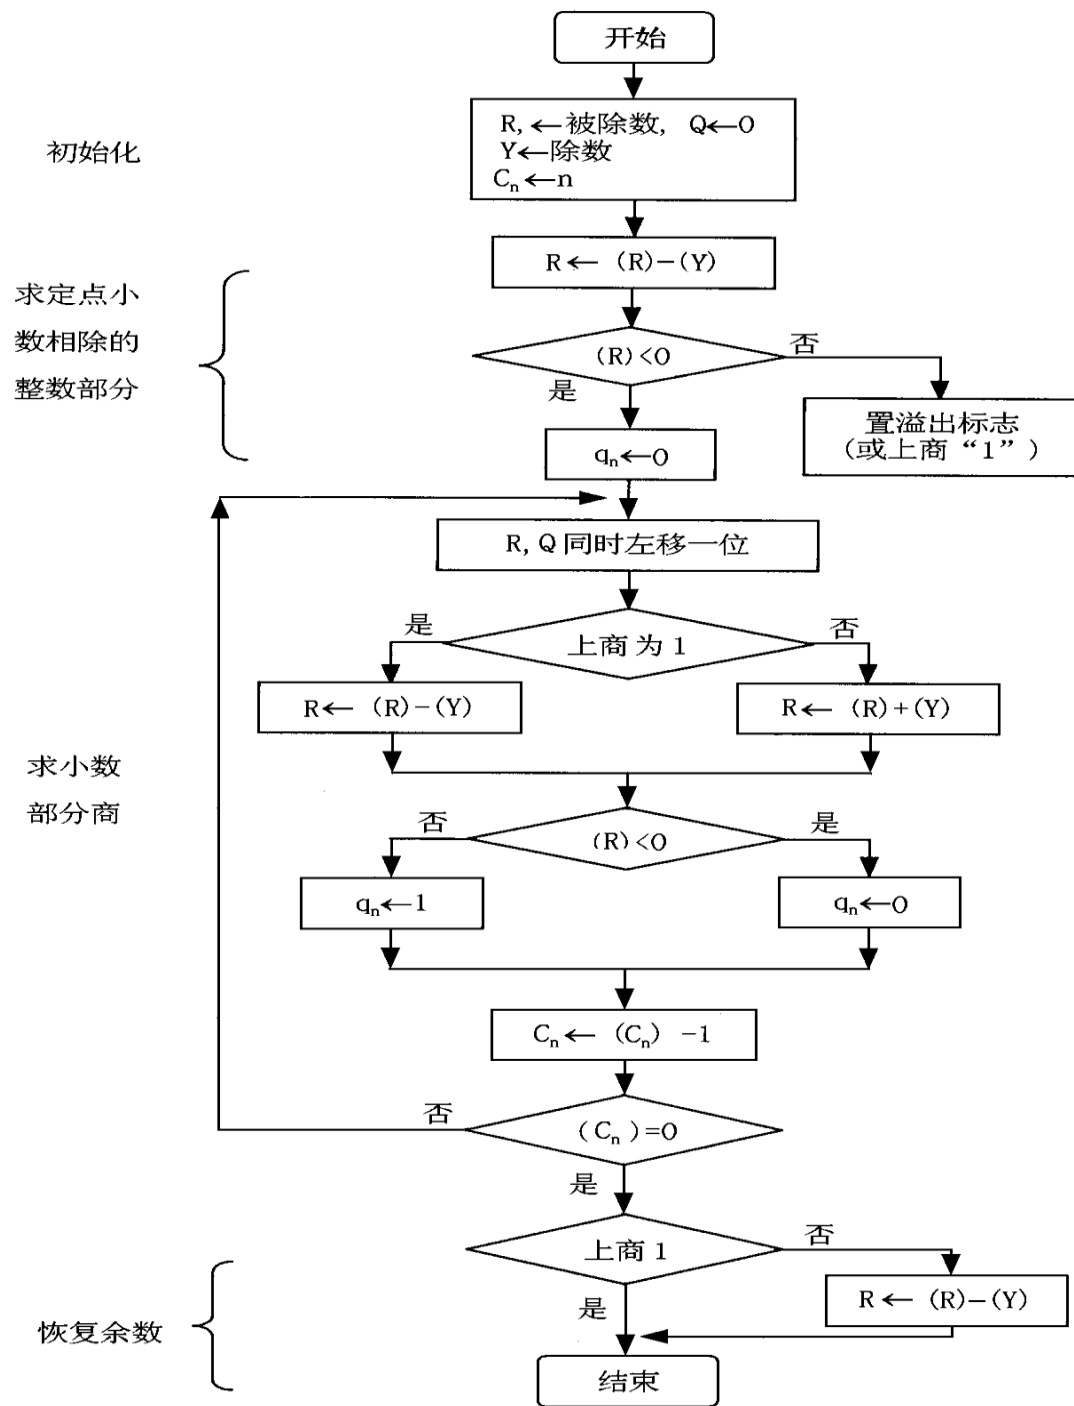 开始
初始化
R,←被除数, Q←0
Y←除数
Cn←n
R← (R)−(Y)
求定点小
数相除的
整数部分
(R)<0
否
是
置溢出标志
(或上商“1”)
qn←0
R, Q 同时左移一位
是
上商为1
否
R← (R)−(Y)
R← (R)+(Y)
求小数
部分商
否
(R)<0
是
qn←1
qn←0
Cn← (Cn) −1
否
(Cn)=0
是
上商1
否
是
R← (R)−(Y)
恢复余数
结束